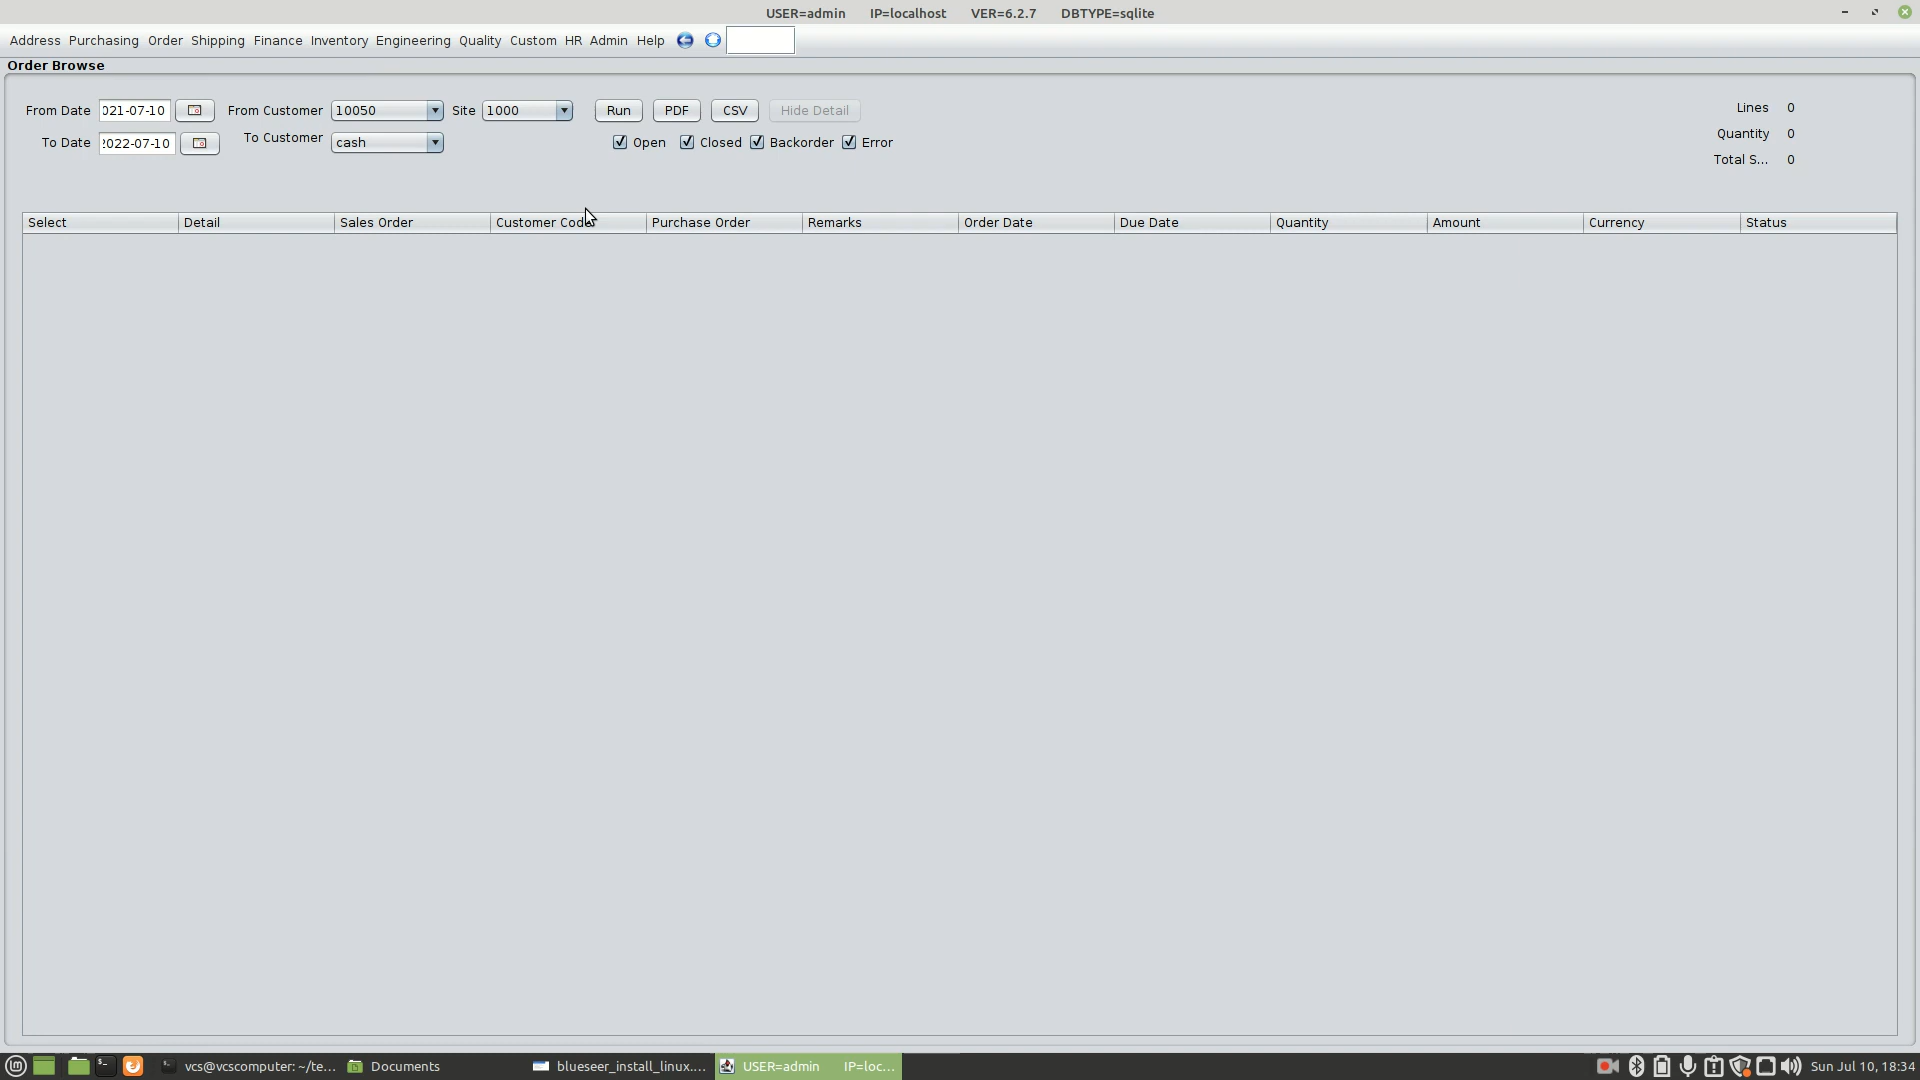 USER=admin IP=localhost VER=6.2.7 DBTYPE=sqlite
Address Purchasing Order Shipping Finance Inventory Engineering Quality Custom HR Admin Help
Order Browse
From Date 021-07-10 From Customer 10050 Site 1000 Run PDF CSV Hide Detail Lines 0
To Date 2022-07-10 To Customer cash Open Closed Backorder Error Quantity 0
Total S... 0
Select Detail Sales Order Customer Code Purchase Order Remarks Order Date Due Date Quantity Amount Currency Status
vcs@vcscomputer: ~/te... Documents blueseer_install_linux.... USER=admin IP=loc... Sun Jul 10, 18:34